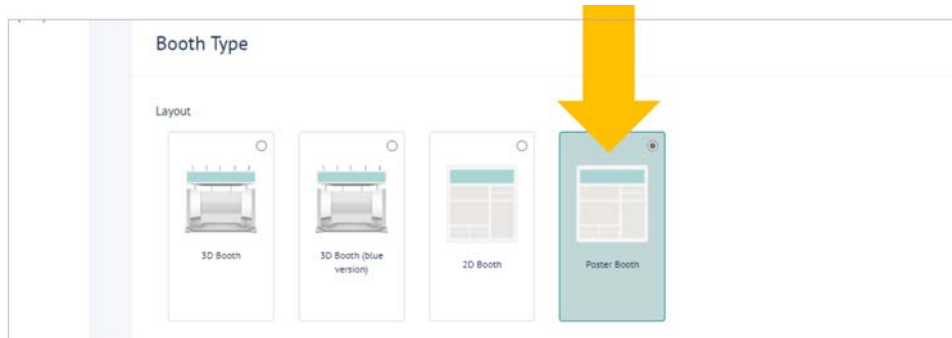 Booth Type
Layout
3D Booth
3D Booth (blue
version)
2D Booth
Poster Booth